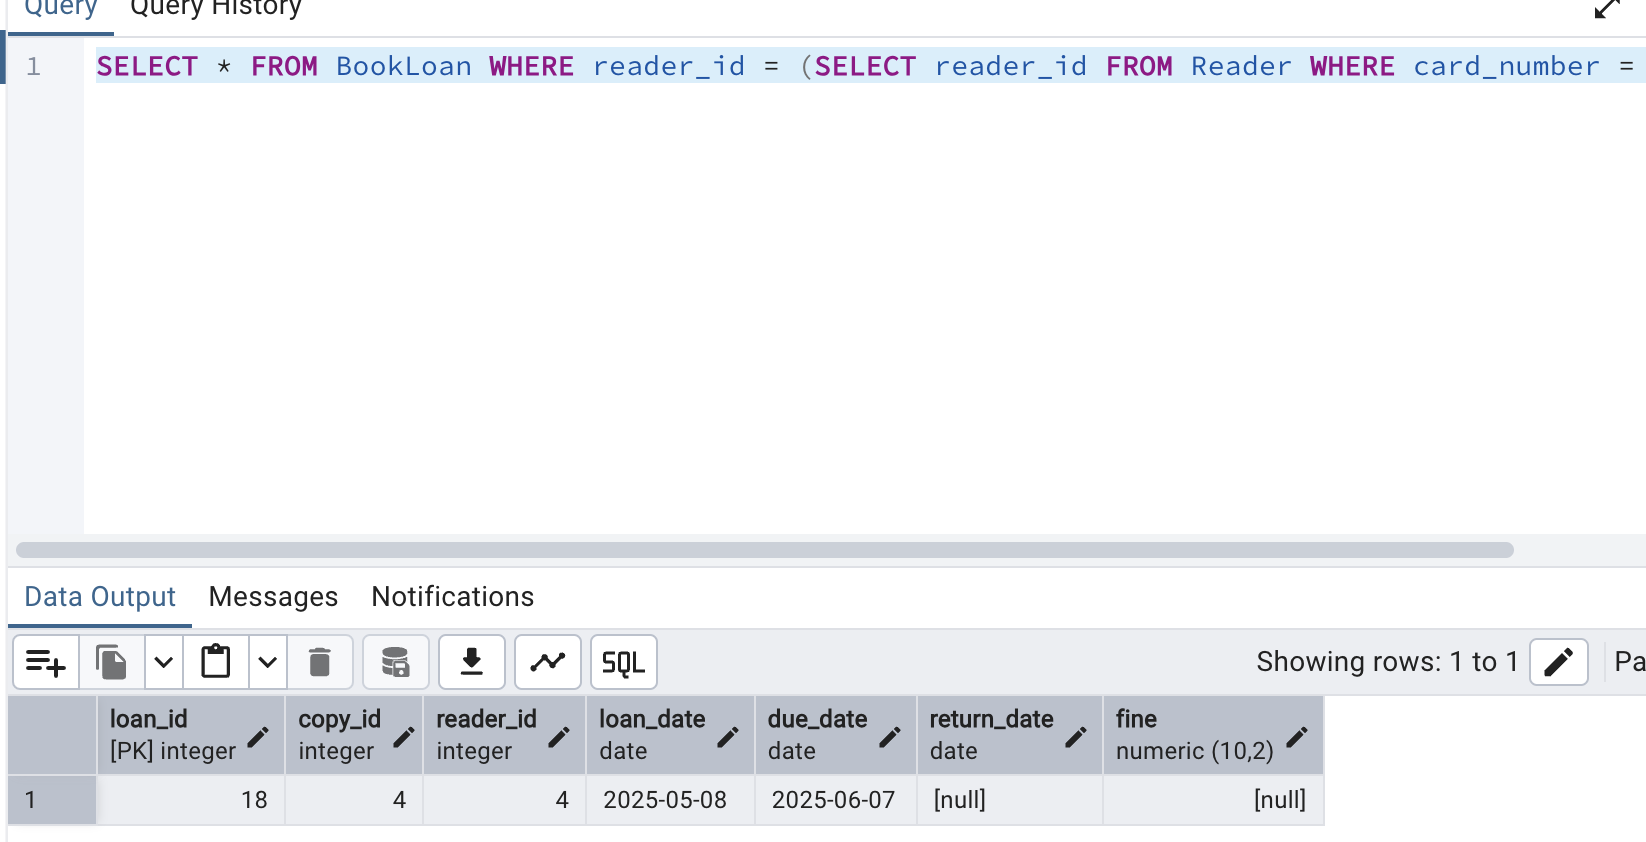 Query Query History
1 SELECT * FROM BookLoan WHERE reader_id = (SELECT reader_id FROM Reader WHERE card_number =
Data Output Messages Notifications
SQL Showing rows: 1 to 1 Pa
loan_id copy_id reader_id loan_date due_date return_date fine
[PK] integer integer integer date date date numeric (10,2)
1 18 4 4 2025-05-08 2025-06-07 [null] [null]